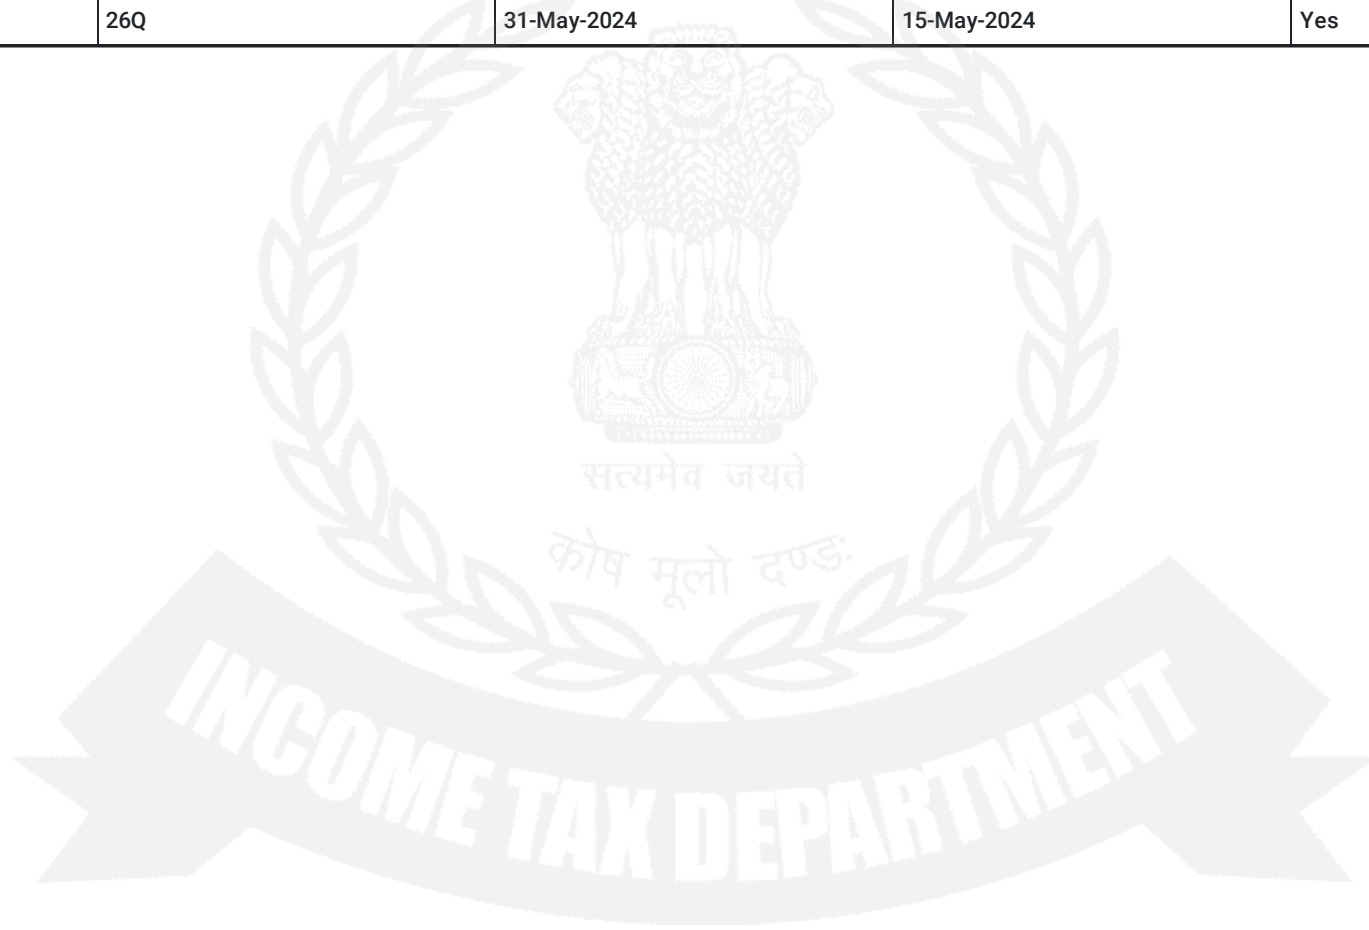 26Q 31-May-2024 15-May-2024 Yes
सत्यमेव जयते
कोष मूलो दण्डः
INCOME TAX DEPARTMENT